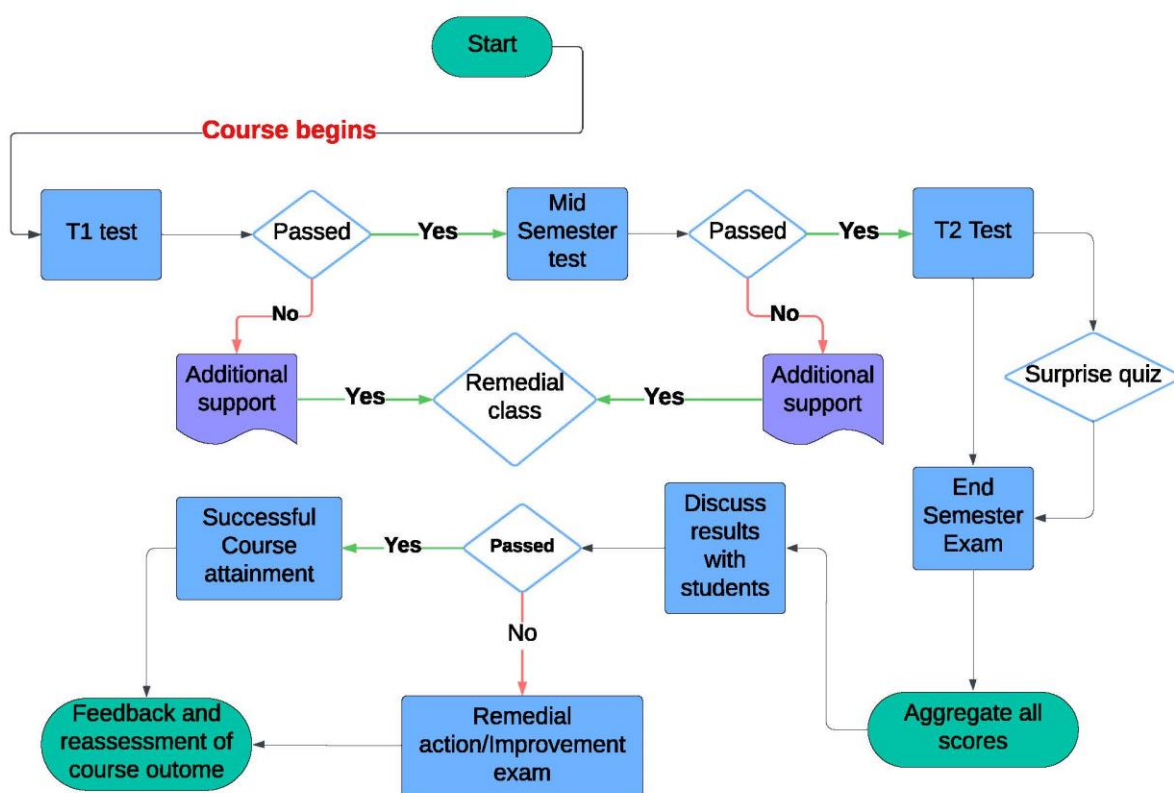 Start
Course begins
T1 test
Passed
Yes
Mid
Semester
test
Passed
Yes
T2 Test
No
No
Additional
support
Yes
Remedial
class
Yes
Additional
support
Surprise quiz
Successful
Course
attainment
Yes
Passed
Discuss
results
with
students
End
Semester
Exam
No
Feedback and
reassessment of
course outome
Remedial
action/Improvement
exam
Aggregate all
scores